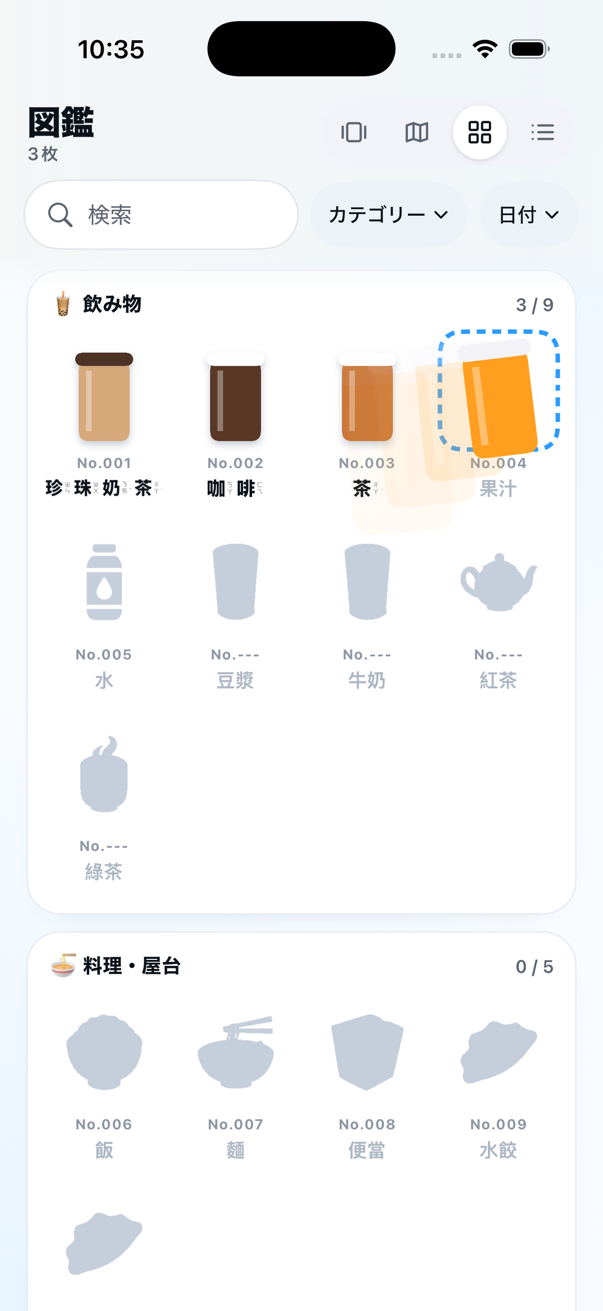 10:35
図鑑
3枚
検索
カテゴリー
日付
飲み物
3 / 9
No.001
No.002
No.003
No.004
珍珠奶茶
咖啡
茶
果汁
No.005
No.---
No.---
No.---
水
豆漿
牛奶
紅茶
No.---
綠茶
料理・屋台
0 / 5
No.006
No.007
No.008
No.009
飯
麵
便當
水餃